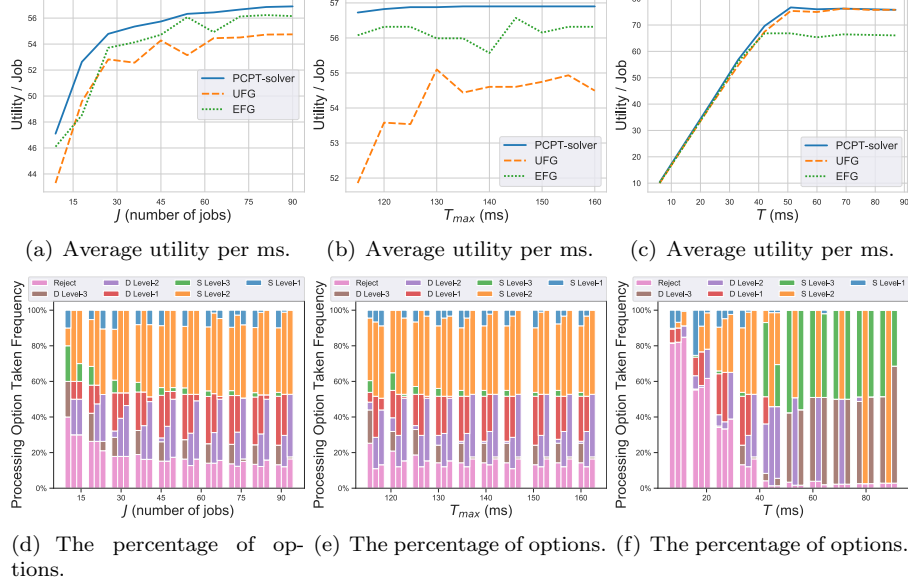 56
54
52
50
48
46
44
Utility / Job
PCPT-solver
UFG
EFG
15 30 45 60 75 90
J (number of jobs)
57
56
55
54
53
52
Utility / Job
PCPT-solver
UFG
EFG
120 130 140 150 160
T_max (ms)
80
70
60
50
40
30
20
10
Utility / Job
PCPT-solver
UFG
EFG
10 20 30 40 50 60 70 80 90
T (ms)
(a) Average utility per ms. (b) Average utility per ms. (c) Average utility per ms.
Reject D Level-2 S Level-3 S Level-1
D Level-3 D Level-1 S Level-2
Processing Option Taken Frequency
100%
80%
60%
40%
20%
0%
15 30 45 60 75 90
J (number of jobs)
Reject D Level-2 S Level-3 S Level-1
D Level-3 D Level-1 S Level-2
Processing Option Taken Frequency
100%
80%
60%
40%
20%
0%
120 130 140 150 160
T_max (ms)
Reject D Level-2 S Level-3 S Level-1
D Level-3 D Level-1 S Level-2
Processing Option Taken Frequency
100%
80%
60%
40%
20%
0%
20 40 60 80
T (ms)
(d) The percentage of op- (e) The percentage of options. (f) The percentage of options.
tions.